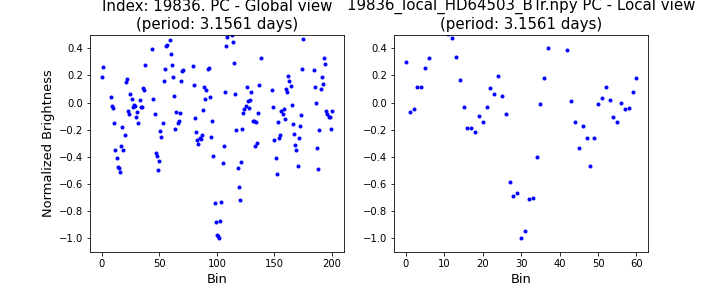 Index: 19836. PC - Global view
(period: 3.1561 days)
19836_local_HD64503_BTr.npy PC - Local view
(period: 3.1561 days)
Normalized Brightness
0.4
0.2
0.0
−0.2
−0.4
−0.6
−0.8
−1.0
0 50 100 150 200
Bin
0.4
0.2
0.0
−0.2
−0.4
−0.6
−0.8
−1.0
0 10 20 30 40 50 60
Bin